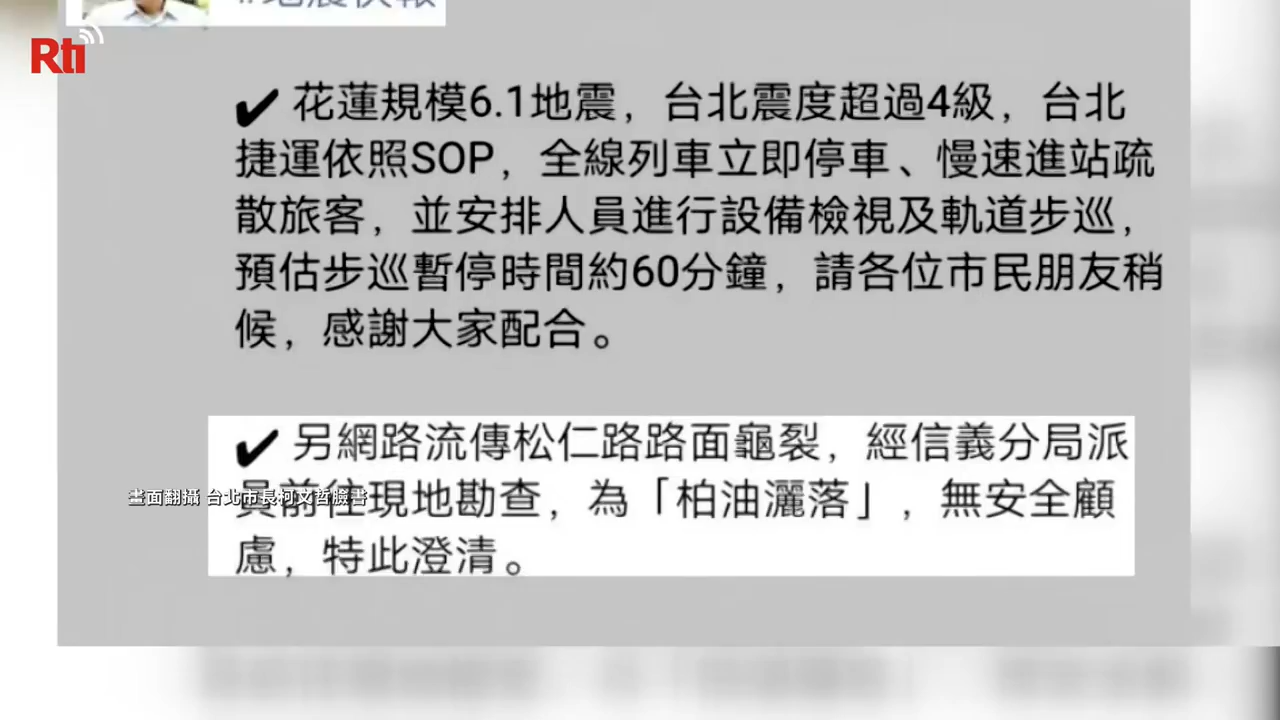 #地震快報
Rti
✔ 花蓮規模6.1地震，台北震度超過4級，台北
捷運依照SOP，全線列車立即停車、慢速進站疏
散旅客，並安排人員進行設備檢視及軌道步巡，
預估步巡暫停時間約60分鐘，請各位市民朋友稍
候，感謝大家配合。
✔ 另網路流傳松仁路路面龜裂，經信義分局派
員前往現地勘查，為「柏油灑落」，無安全顧
慮，特此澄清。
畫面翻攝 台北市長柯文哲臉書